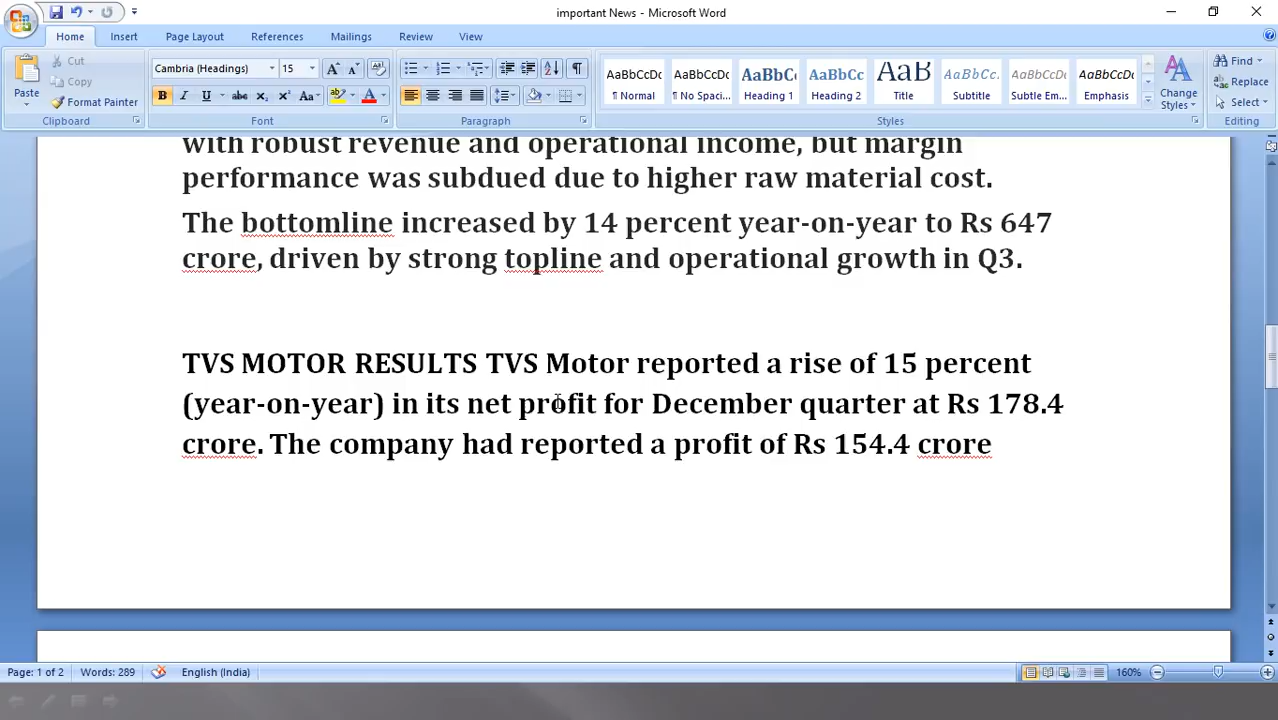 important News - Microsoft Word
Home Insert Page Layout References Mailings Review View
Paste
Cut
Copy
Format Painter
Clipboard
Cambria (Headings) 15
Font
Paragraph
AaBbCcDc AaBbCcDc AaBbC AaBbCc AaB AaBbCc. AaBbCcDc AaBbCcDc
¶ Normal ¶ No Spaci... Heading 1 Heading 2 Title Subtitle Subtle Em... Emphasis
Change Styles
Styles
Find
Replace
Select
Editing
with robust revenue and operational income, but margin
performance was subdued due to higher raw material cost.
The bottomline increased by 14 percent year-on-year to Rs 647
crore, driven by strong topline and operational growth in Q3.
TVS MOTOR RESULTS TVS Motor reported a rise of 15 percent
(year-on-year) in its net profit for December quarter at Rs 178.4
crore. The company had reported a profit of Rs 154.4 crore
Page: 1 of 2 Words: 289 English (India) 160%